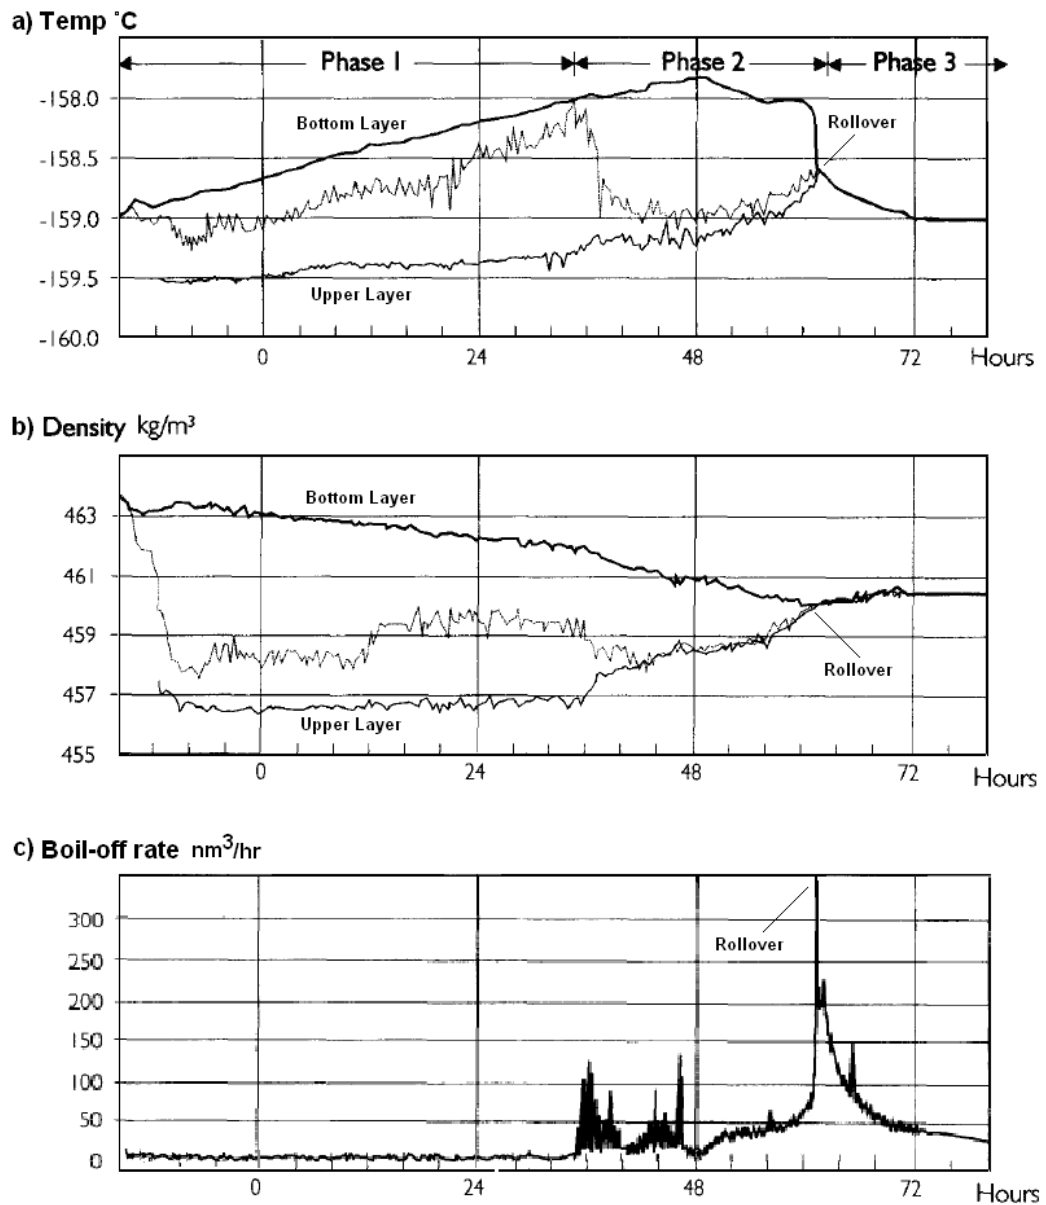 a) Temp °C
Phase 1 Phase 2 Phase 3
-158.0
Bottom Layer
Rollover
-158.5
-159.0
-159.5
Upper Layer
-160.0
0 24 48 72 Hours
b) Density kg/m³
Bottom Layer
463
461
459
Rollover
457
Upper Layer
455
0 24 48 72 Hours
c) Boil-off rate nm³/hr
300
Rollover
250
200
150
100
50
0
0 24 48 72 Hours